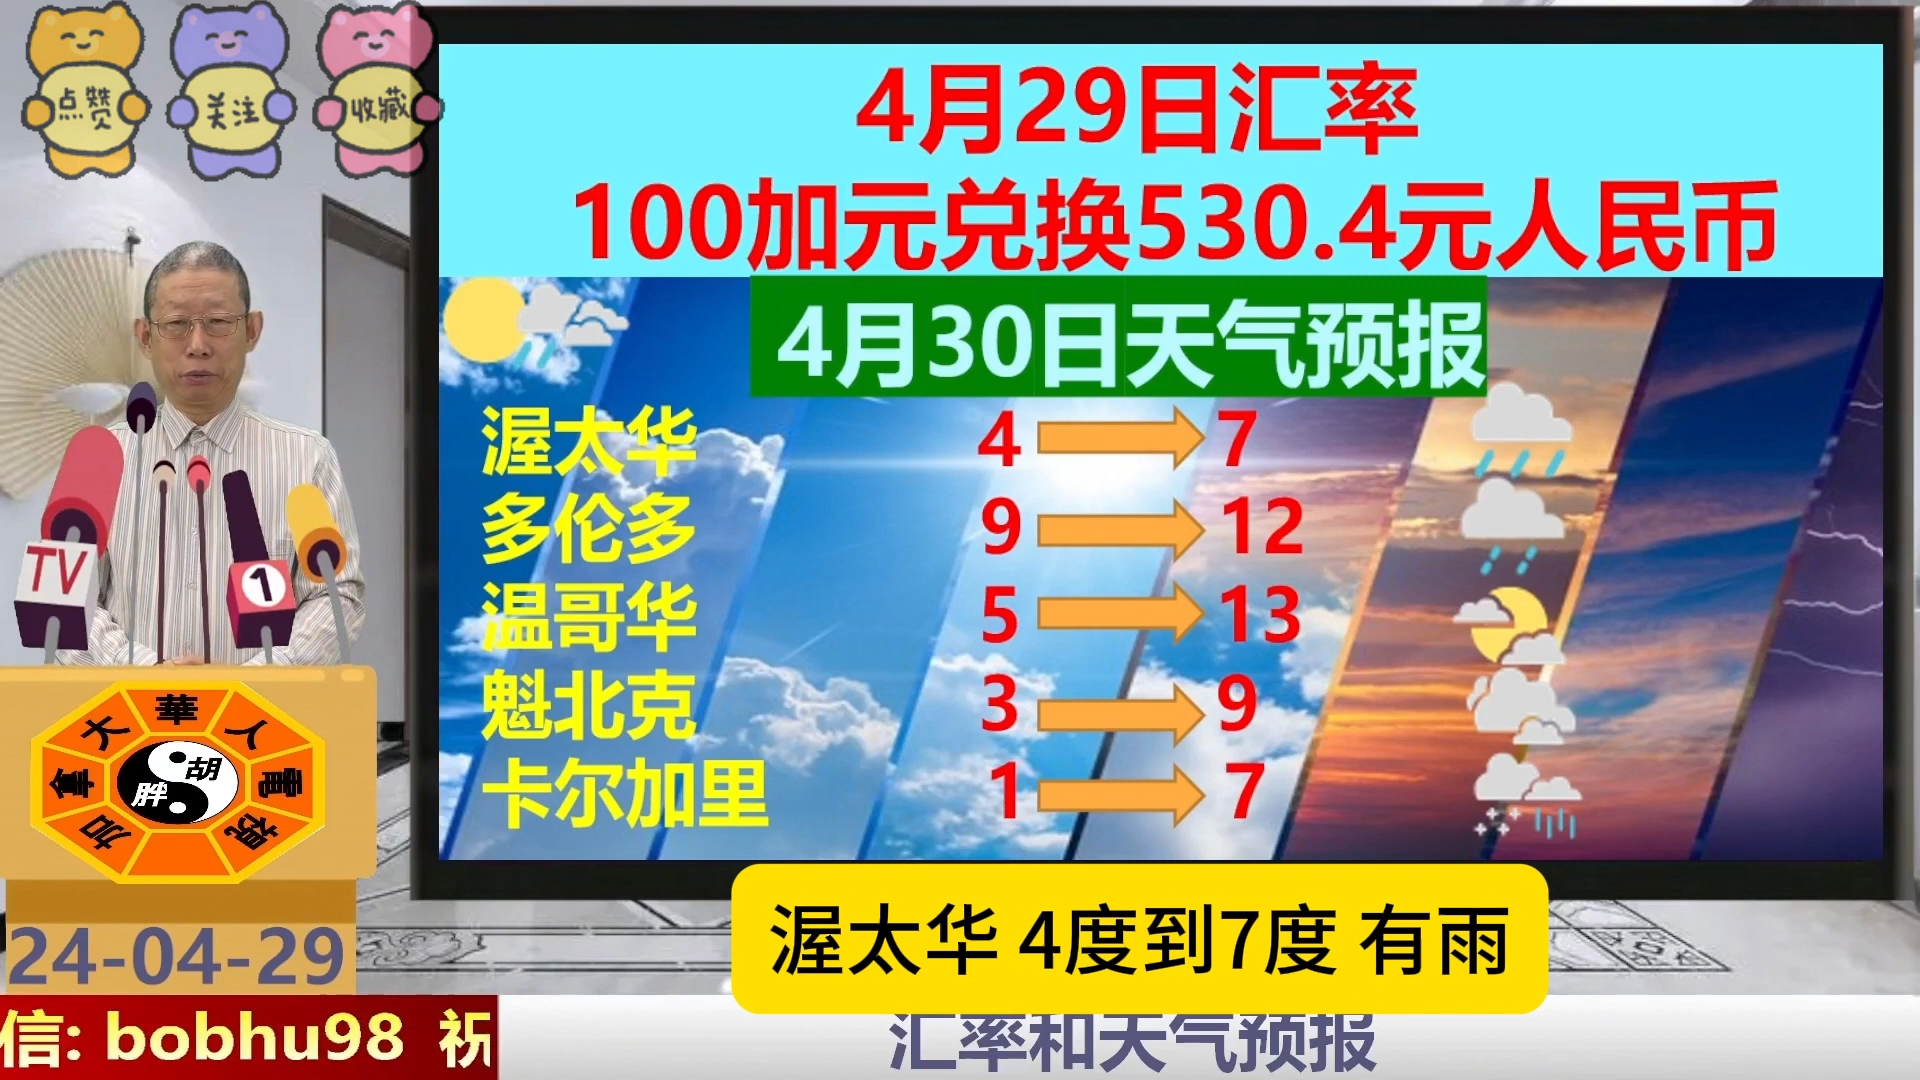 点赞
关注
收藏
4月29日汇率
100加元兑换530.4元人民币
4月30日天气预报
渥太华 4 7
多伦多 9 12
温哥华 5 13
魁北克 3 9
卡尔加里 1 7
TV
1
加拿大華人電視
胡
胖
24-04-29
渥太华 4度到7度 有雨
信: bobhu98 祝
汇率和天气预报